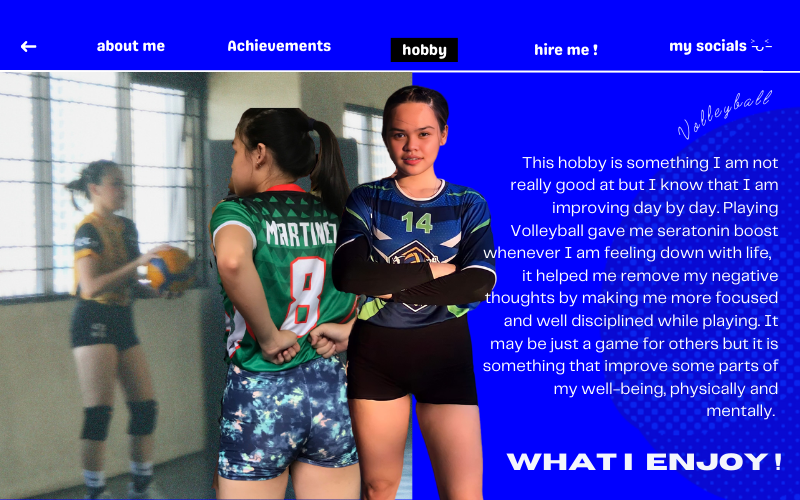 about me
Achievements
hobby
hire me !
my socials
Volleyball
This hobby is something I am not
really good at but I know that I am
improving day by day. Playing
Volleyball gave me seratonin boost
whenever I am feeling down with life,
it helped me remove my negative
thoughts by making me more focused
and well disciplined while playing. It
may be just a game for others but it is
something that improve some parts of
my well-being, physically and
mentally.
WHAT I ENJOY !
MARTINEZ
8
14